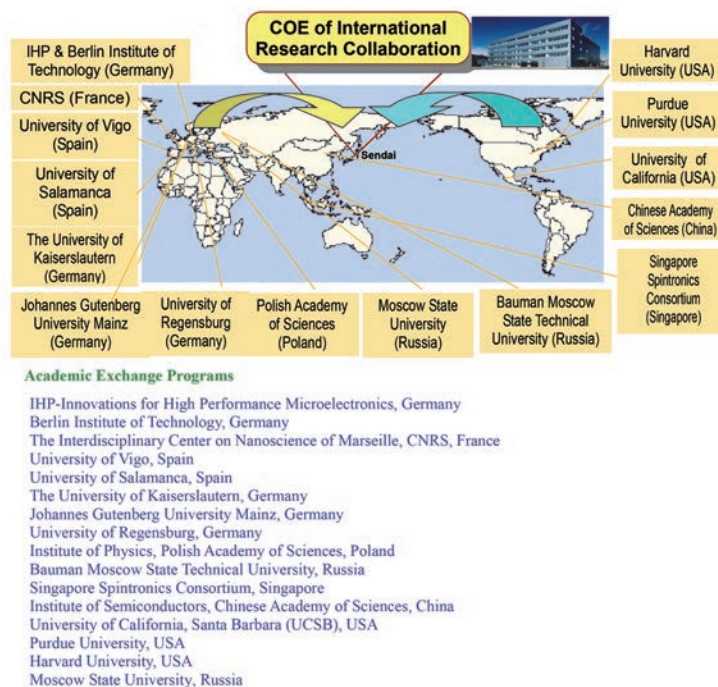 COE of International
Research Collaboration
IHP & Berlin Institute of
Technology (Germany)
CNRS (France)
University of Vigo
(Spain)
University of
Salamanca
(Spain)
The University of
Kaiserslautern
(Germany)
Johannes Gutenberg
University Mainz
(Germany)
University of
Regensburg
(Germany)
Polish Academy
of Sciences
(Poland)
Moscow State
University
(Russia)
Bauman Moscow
State Technical
University (Russia)
Harvard
University (USA)
Purdue
University (USA)
University of
California (USA)
Chinese Academy
of Sciences (China)
Singapore
Spintronics
Consortium
(Singapore)
Sendai
Academic Exchange Programs
IHP-Innovations for High Performance Microelectronics, Germany
Berlin Institute of Technology, Germany
The Interdisciplinary Center on Nanoscience of Marseille, CNRS, France
University of Vigo, Spain
University of Salamanca, Spain
The University of Kaiserslautern, Germany
Johannes Gutenberg University Mainz, Germany
University of Regensburg, Germany
Institute of Physics, Polish Academy of Sciences, Poland
Bauman Moscow State Technical University, Russia
Singapore Spintronics Consortium, Singapore
Institute of Semiconductors, Chinese Academy of Sciences, China
University of California, Santa Barbara (UCSB), USA
Purdue University, USA
Harvard University, USA
Moscow State University, Russia